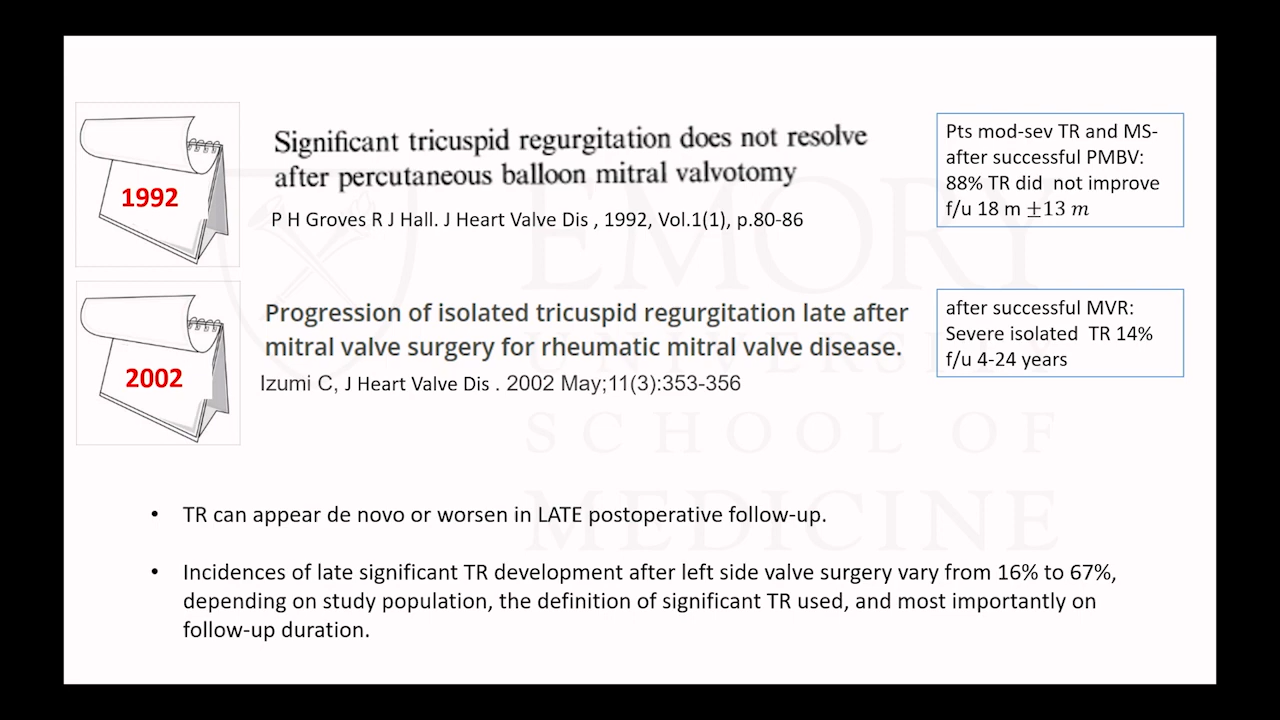 1992
Significant tricuspid regurgitation does not resolve
after percutaneous balloon mitral valvotomy
P H Groves R J Hall. J Heart Valve Dis , 1992, Vol.1(1), p.80-86
Pts mod-sev TR and MS-
after successful PMBV:
88% TR did not improve
f/u 18 m ±13 m
2002
Progression of isolated tricuspid regurgitation late after
mitral valve surgery for rheumatic mitral valve disease.
Izumi C, J Heart Valve Dis . 2002 May;11(3):353-356
after successful MVR:
Severe isolated TR 14%
f/u 4-24 years
EMORY
UNIVERSITY
SCHOOL OF
MEDICINE
• TR can appear de novo or worsen in LATE postoperative follow-up.
• Incidences of late significant TR development after left side valve surgery vary from 16% to 67%,
depending on study population, the definition of significant TR used, and most importantly on
follow-up duration.